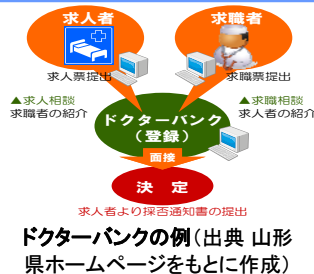 求人者
求職者
求人票提出
求職票提出
▲求人相談
求職者の紹介
▲求職相談
求人者の紹介
ドクターバンク
(登録)
面接
決 定
求人者より採否通知書の提出
ドクターバンクの例(出典 山形
県ホームページをもとに作成)